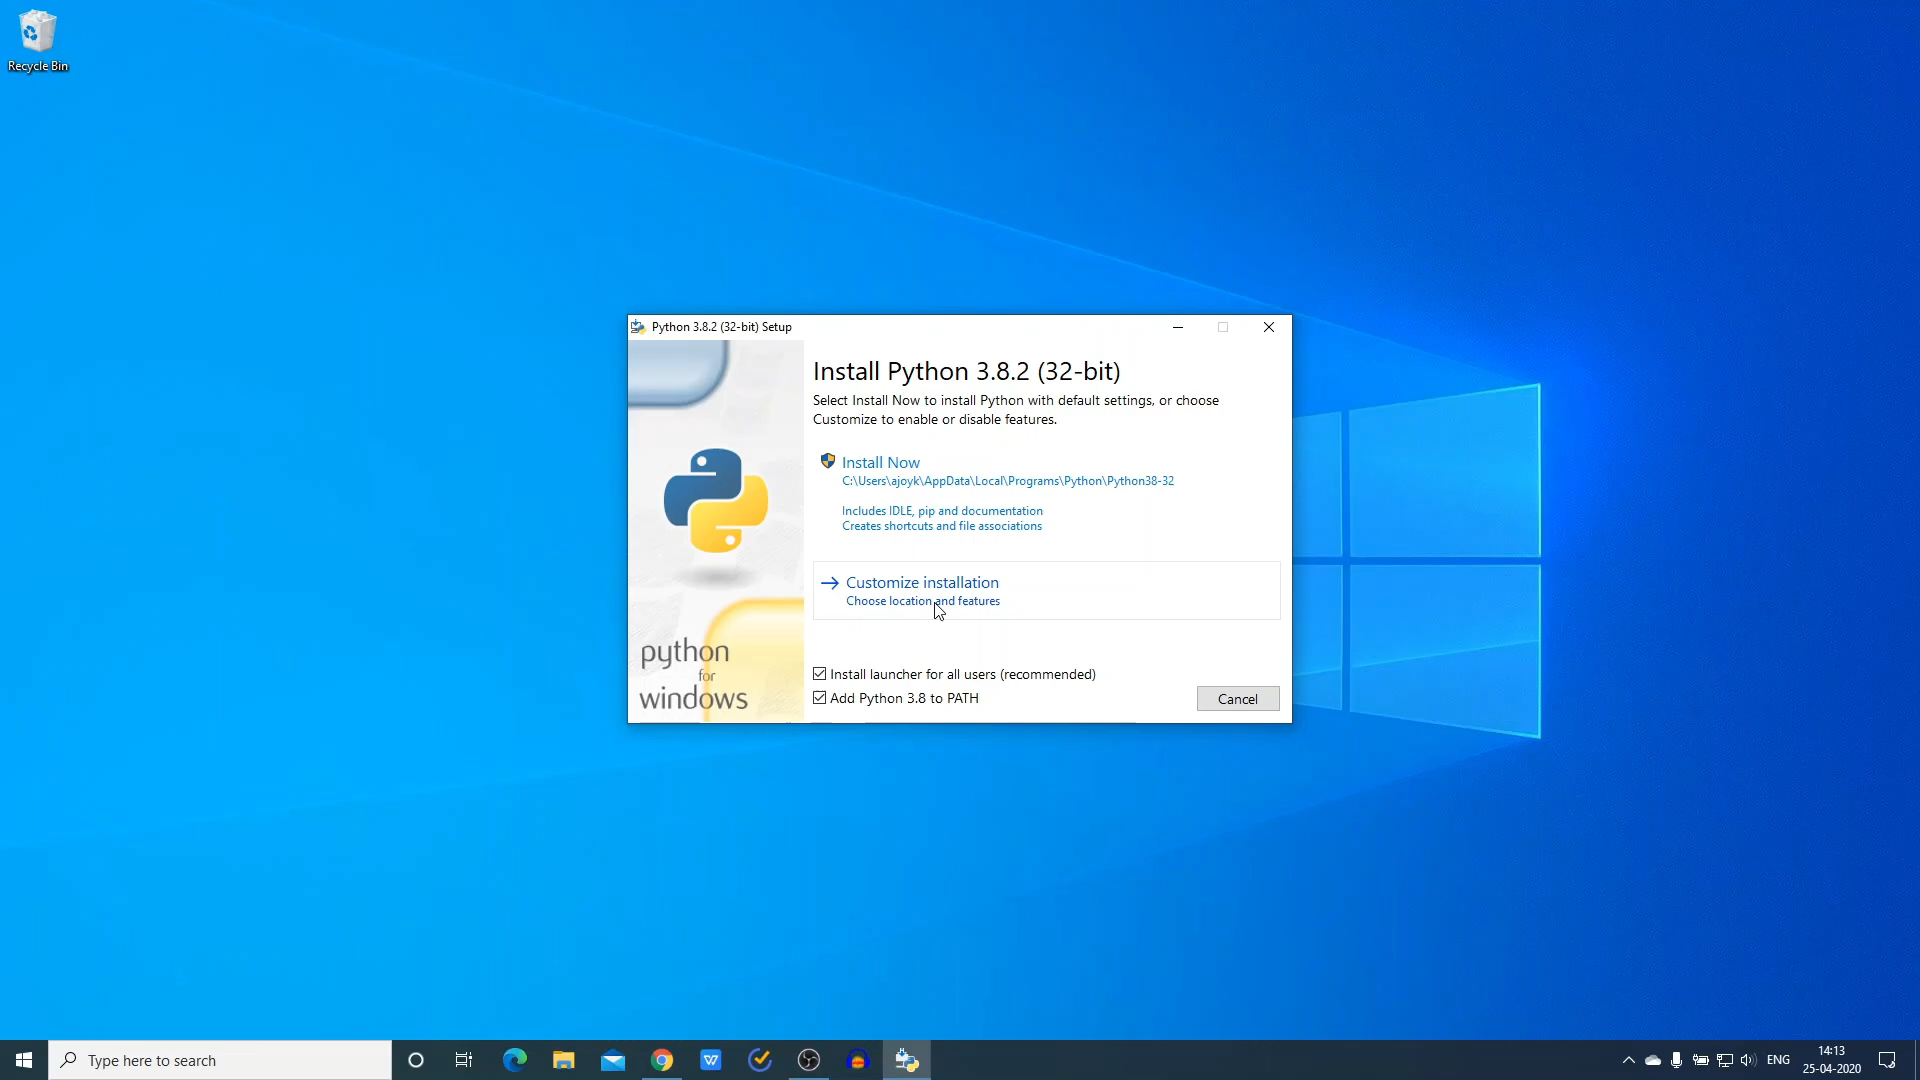 Recycle Bin
Python 3.8.2 (32-bit) Setup
Install Python 3.8.2 (32-bit)
Select Install Now to install Python with default settings, or choose
Customize to enable or disable features.
Install Now
C:\Users\ajoyk\AppData\Local\Programs\Python\Python38-32
Includes IDLE, pip and documentation
Creates shortcuts and file associations
Customize installation
Choose location and features
python
for
windows
Install launcher for all users (recommended)
Add Python 3.8 to PATH
Cancel
Type here to search
ENG
14:13
25-04-2020